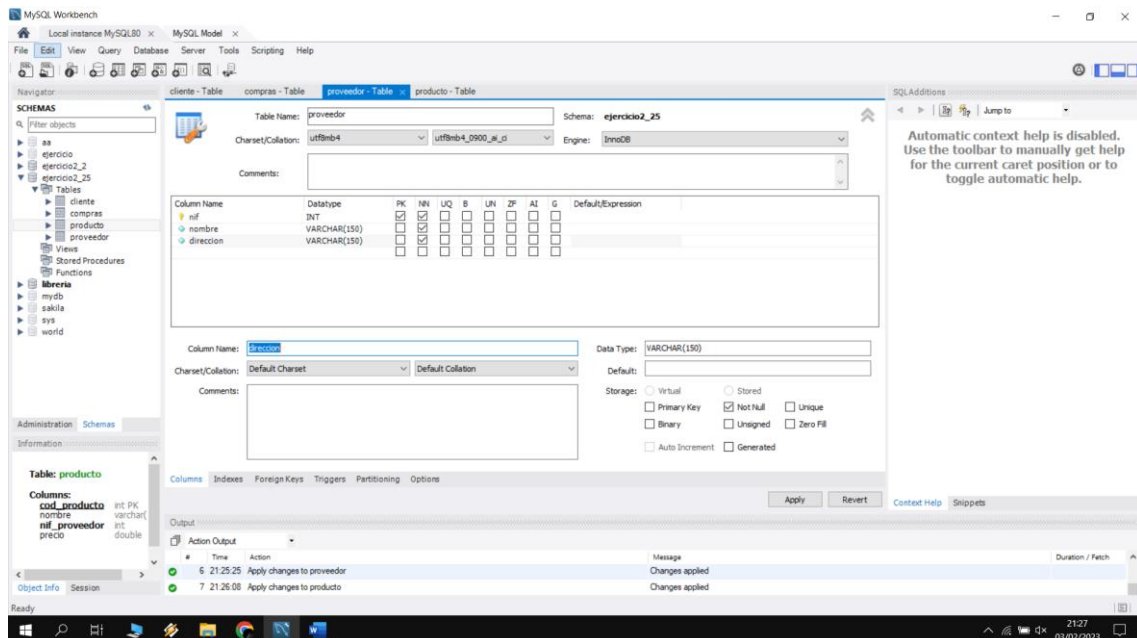 MySQL Workbench
Local instance MySQL80 ×
MySQL Model ×
File Edit View Query Database Server Tools Scripting Help
Navigator
SCHEMAS
Filter objects
aa
ejercicio
ejercicio2_2
ejercicio2_25
Tables
cliente
compras
producto
proveedor
Views
Stored Procedures
Functions
libreria
mydb
sakila
sys
world
Administration Schemas
Information
Table: producto
Columns:
cod_producto int PK
nombre varchar(
nif_proveedor int
precio double
Object Info Session
cliente - Table compras - Table proveedor - Table × producto - Table
Table Name: proveedor Schema: ejercicio2_25
Charset/Collation: utf8mb4 utf8mb4_0900_ai_ci Engine: InnoDB
Comments:
Column Name Datatype PK NN UQ B UN ZF AI G Default/Expression
nif INT
nombre VARCHAR(150)
direccion VARCHAR(150)
Column Name: direccion Data Type: VARCHAR(150)
Charset/Collation: Default Charset Default Collation Default:
Comments: Storage: Virtual Stored
Primary Key Not Null Unique
Binary Unsigned Zero Fill
Auto Increment Generated
Columns Indexes Foreign Keys Triggers Partitioning Options
Apply Revert
Output
Action Output
# Time Action Message Duration / Fetch
6 21:25:25 Apply changes to proveedor Changes applied
7 21:26:08 Apply changes to producto Changes applied
SQLAdditions
Jump to
Automatic context help is disabled.
Use the toolbar to manually get help
for the current caret position or to
toggle automatic help.
Context Help Snippets
Ready
21:27
03/02/2023